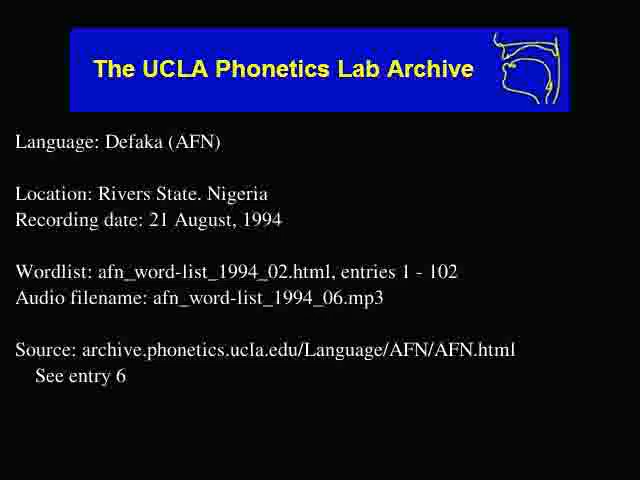 The UCLA Phonetics Lab Archive
Language: Defaka (AFN)
Location: Rivers State. Nigeria
Recording date: 21 August, 1994
Wordlist: afn_word-list_1994_02.html, entries 1 - 102
Audio filename: afn_word-list_1994_06.mp3
Source: archive.phonetics.ucla.edu/Language/AFN/AFN.html
See entry 6